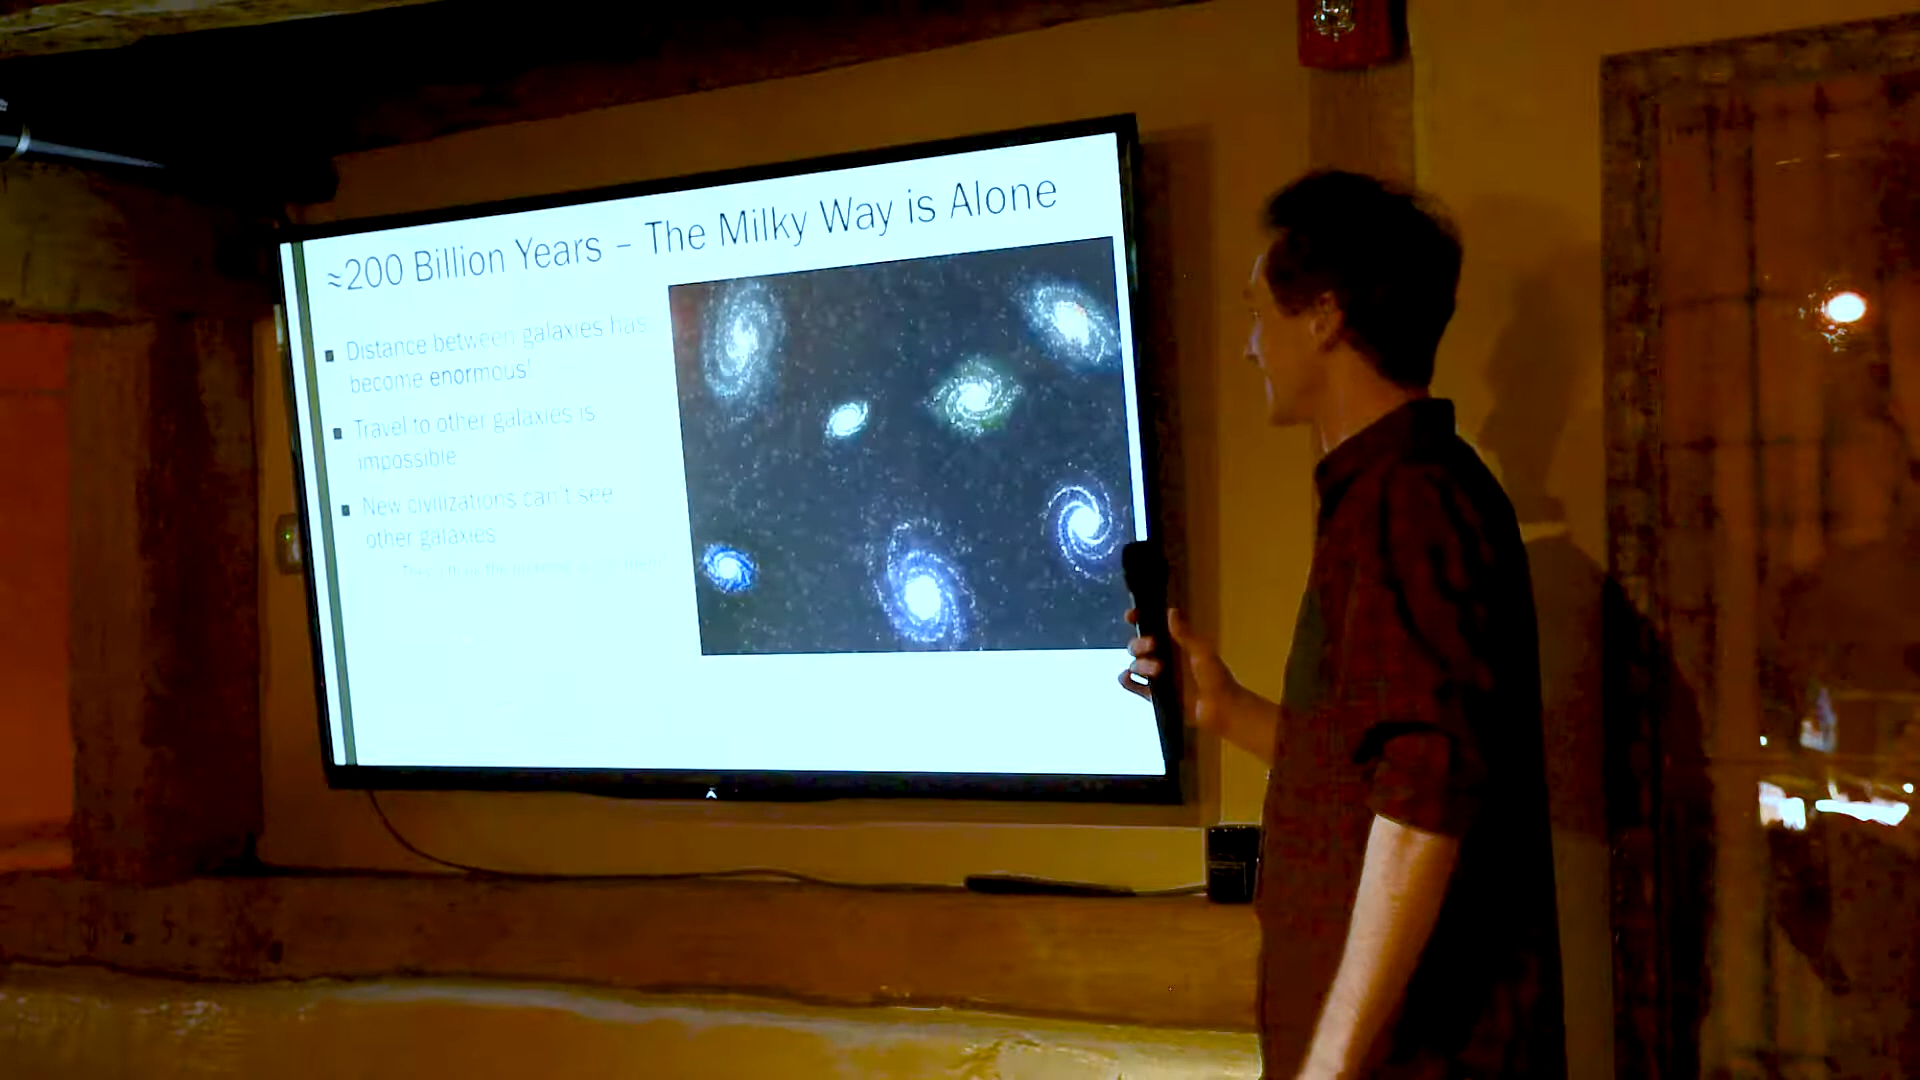 ≈200 Billion Years – The Milky Way is Alone
Distance between galaxies has
become enormous'
Travel to other galaxies is
impossible
New civilizations can't see
other galaxies